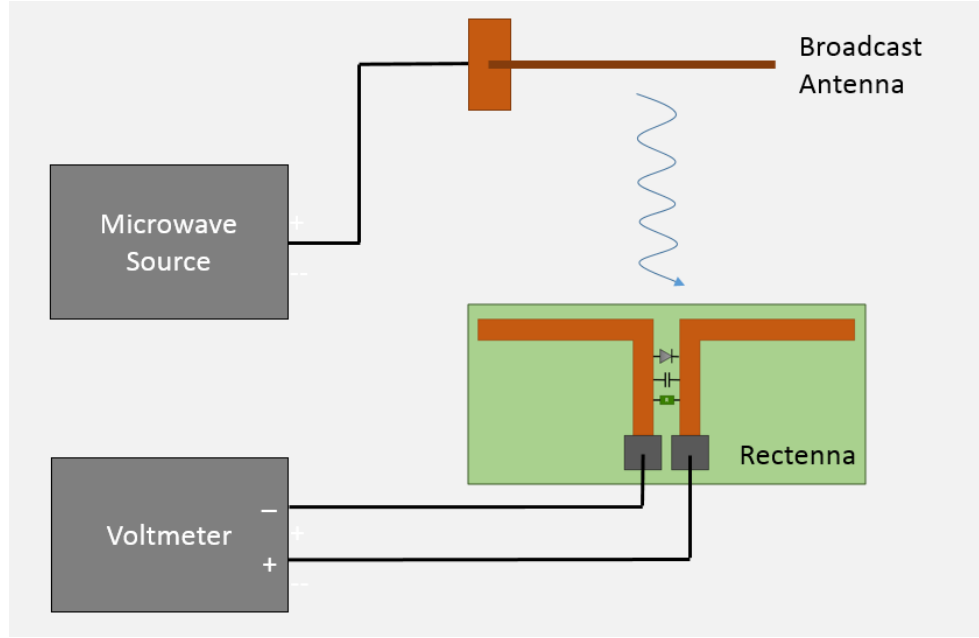 Broadcast
Antenna
Microwave
Source
+
--
Rectenna
Voltmeter
–
+
+
--